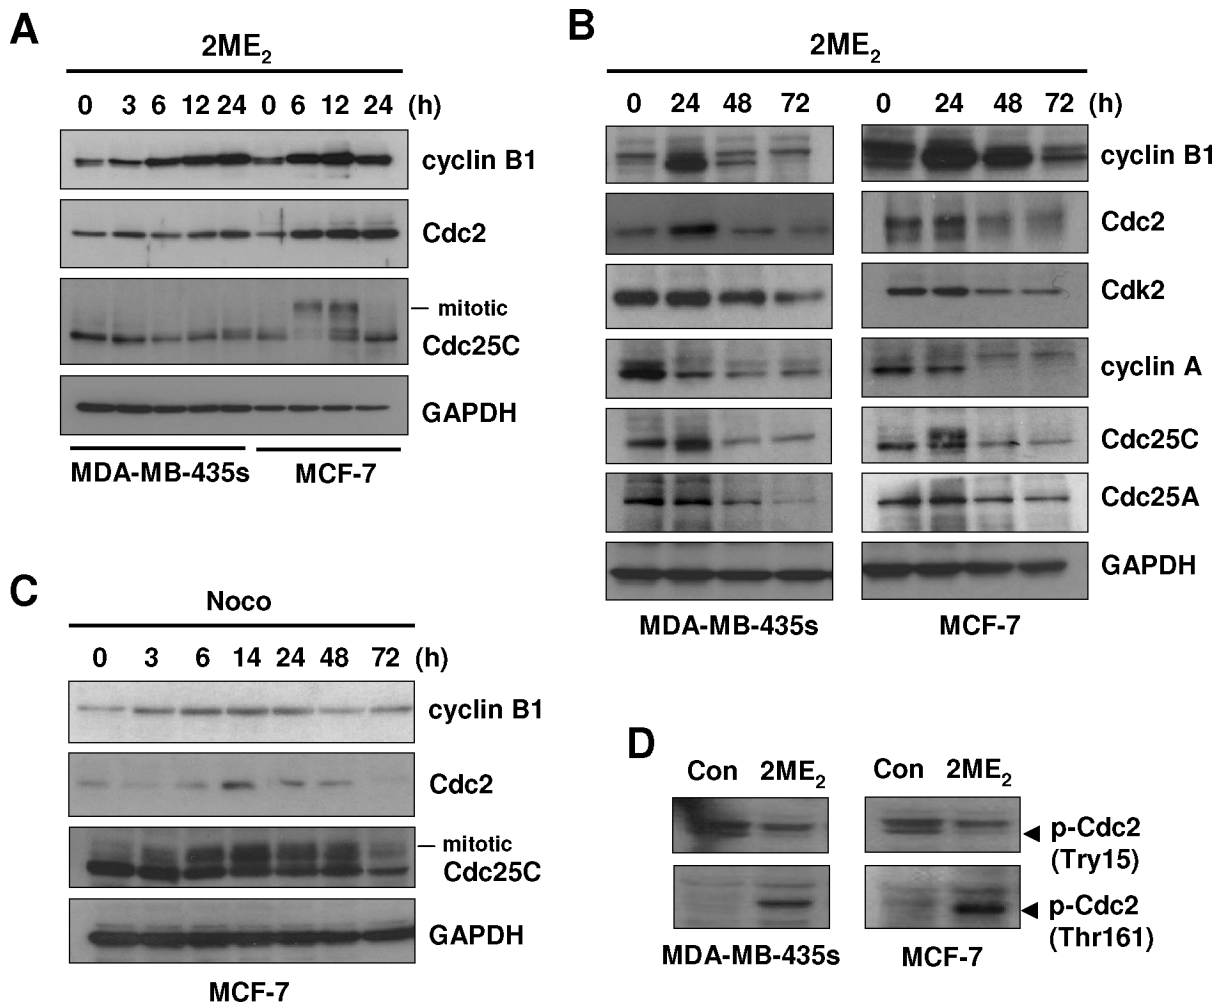 A
2ME2
0 3 6 12 24 0 6 12 24 (h)
cyclin B1
Cdc2
mitotic
Cdc25C
GAPDH
MDA-MB-435s MCF-7
B
2ME2
0 24 48 72 0 24 48 72 (h)
cyclin B1
Cdc2
Cdk2
cyclin A
Cdc25C
Cdc25A
GAPDH
MDA-MB-435s MCF-7
C
Noco
0 3 6 14 24 48 72 (h)
cyclin B1
Cdc2
mitotic
Cdc25C
GAPDH
MCF-7
D
Con 2ME2 Con 2ME2
p-Cdc2
(Try15)
p-Cdc2
(Thr161)
MDA-MB-435s MCF-7